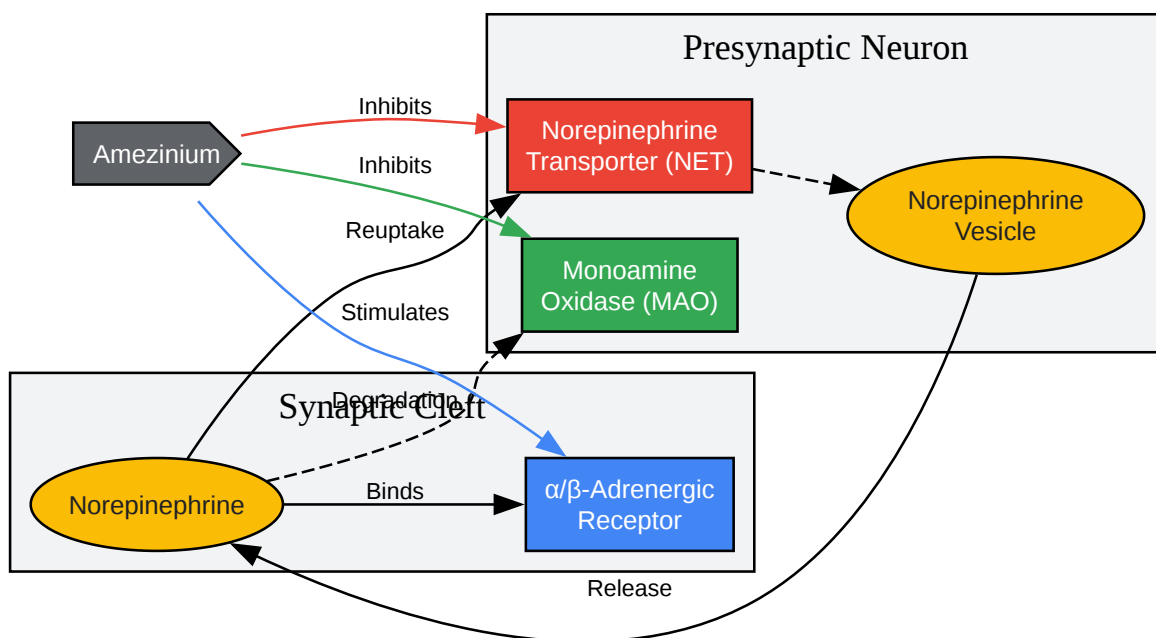 Presynaptic Neuron
Inhibits
Norepinephrine
Transporter (NET)
Amezinium
Inhibits
Norepinephrine
Vesicle
Reuptake
Monoamine
Oxidase (MAO)
Stimulates
Degradation
Synaptic Cleft
α/β-Adrenergic
Receptor
Binds
Norepinephrine
Release